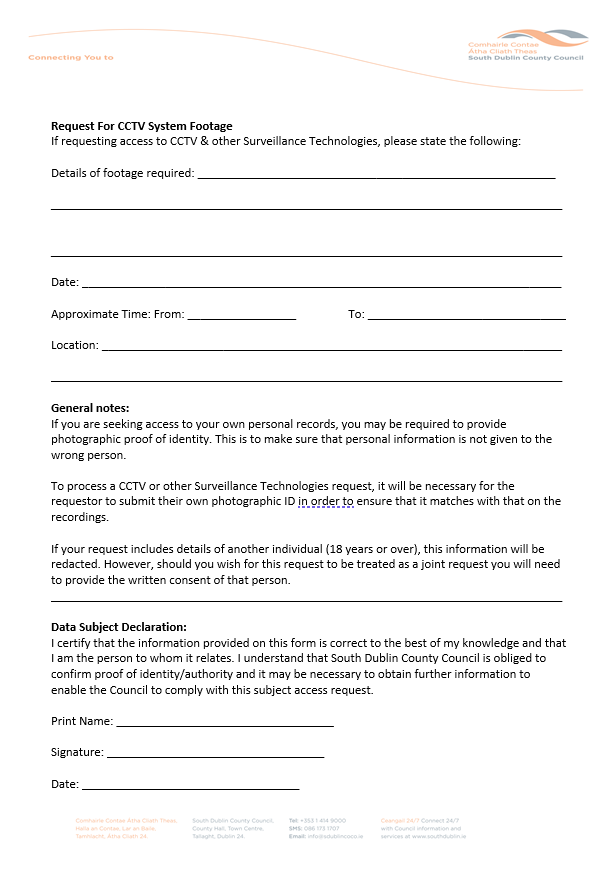 Connecting You to
Comhairle Contae
Átha Cliath Theas
South Dublin County Council
Request For CCTV System Footage
If requesting access to CCTV & other Surveillance Technologies, please state the following:
Details of footage required:
Date:
Approximate Time: From: To:
Location:
General notes:
If you are seeking access to your own personal records, you may be required to provide
photographic proof of identity. This is to make sure that personal information is not given to the
wrong person.
To process a CCTV or other Surveillance Technologies request, it will be necessary for the
requestor to submit their own photographic ID in order to ensure that it matches with that on the
recordings.
If your request includes details of another individual (18 years or over), this information will be
redacted. However, should you wish for this request to be treated as a joint request you will need
to provide the written consent of that person.
Data Subject Declaration:
I certify that the information provided on this form is correct to the best of my knowledge and that
I am the person to whom it relates. I understand that South Dublin County Council is obliged to
confirm proof of identity/authority and it may be necessary to obtain further information to
enable the Council to comply with this subject access request.
Print Name:
Signature:
Date:
Comhairle Contae Átha Cliath Theas,
Halla an Contae, Lár an Baile,
Tamhlacht, Átha Cliath 24.
South Dublin County Council,
County Hall, Town Centre,
Tallaght, Dublin 24.
Tel: +353 1 414 9000
SMS: 086 173 1707
Email: info@sdublincoco.ie
Ceangail 24/7 Connect 24/7
with Council information and
services at www.southdublin.ie